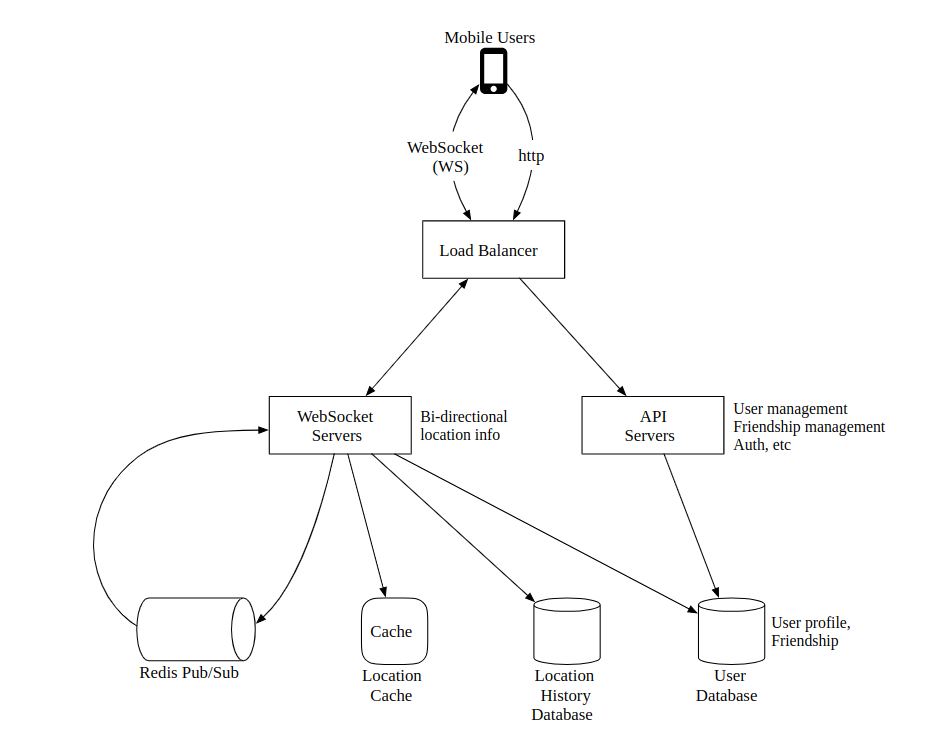 Mobile Users
WebSocket
(WS)
http
Load Balancer
WebSocket
Servers
Bi-directional
location info
API
Servers
User management
Friendship management
Auth, etc
Redis Pub/Sub
Cache
Location
Cache
Location
History
Database
User
Database
User profile,
Friendship